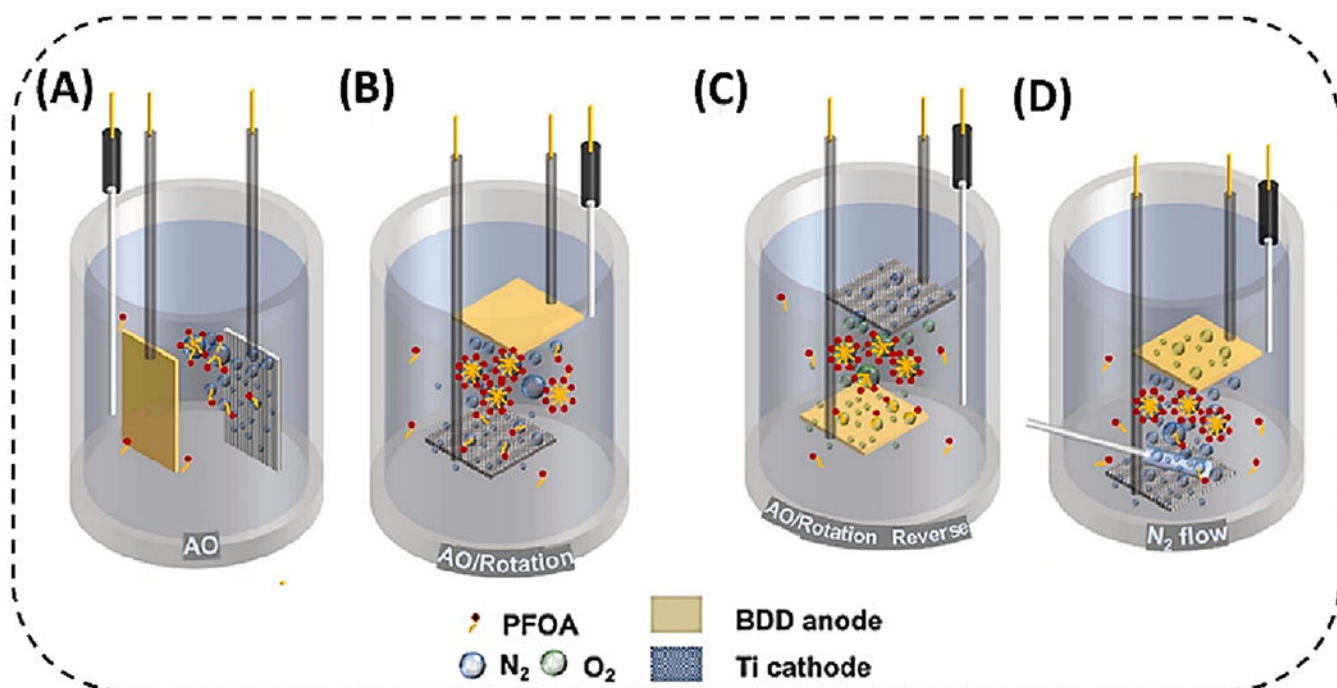 (A)
(B)
(C)
(D)
AO
AO/Rotation
AO/Rotation Reverse
N₂ flow
PFOA
BDD anode
N₂
O₂
Ti cathode